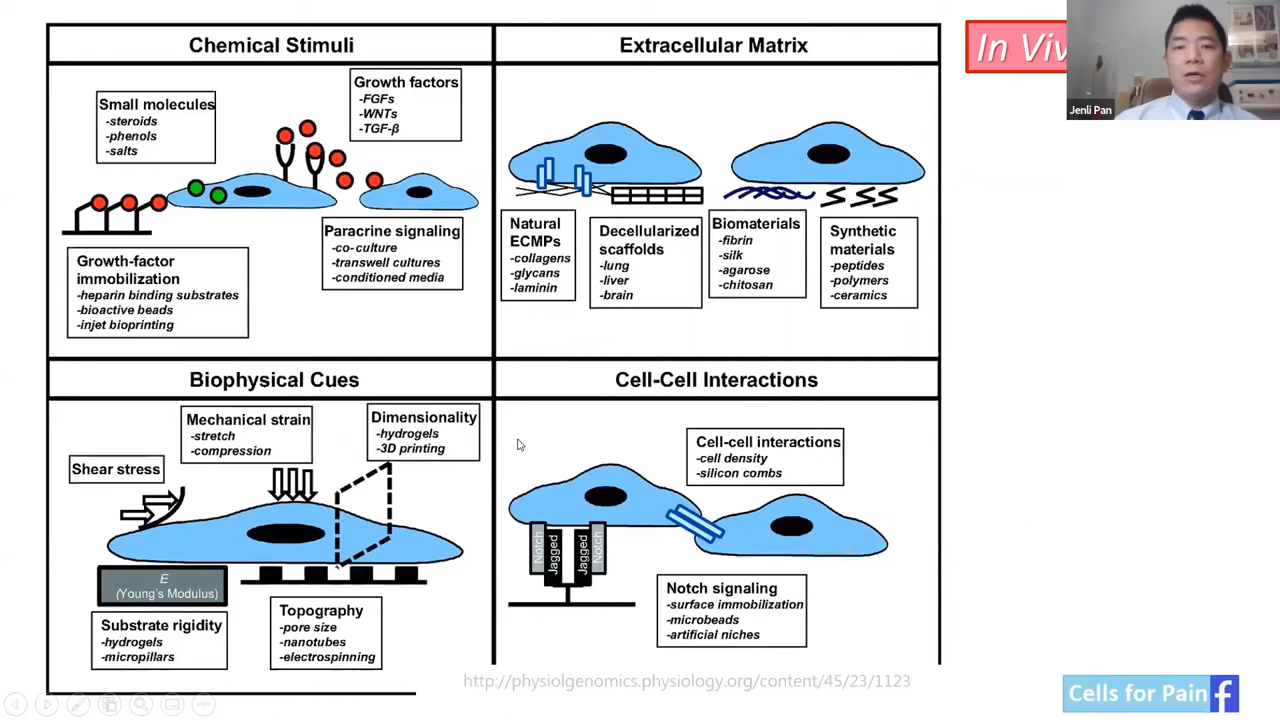 Chemical Stimuli
Small molecules
-steroids
-phenols
-salts
Growth factors
-FGFs
-WNTs
-TGF-β
Growth-factor
immobilization
-heparin binding substrates
-bioactive beads
-injet bioprinting
Paracrine signaling
-co-culture
-transwell cultures
-conditioned media
Extracellular Matrix
Natural
ECMPs
-collagens
-glycans
-laminin
Decellularized
scaffolds
-lung
-liver
-brain
Biomaterials
-fibrin
-silk
-agarose
-chitosan
Synthetic
materials
-peptides
-polymers
-ceramics
In Viv
Jenli Pan
Biophysical Cues
Shear stress
Mechanical strain
-stretch
-compression
Dimensionality
-hydrogels
-3D printing
E
(Young's Modulus)
Substrate rigidity
-hydrogels
-micropillars
Topography
-pore size
-nanotubes
-electrospinning
Cell-Cell Interactions
Cell-cell interactions
-cell density
-silicon combs
Notch
Jagged
Jagged
Notch
Notch signaling
-surface immobilization
-microbeads
-artificial niches
http://physiolgenomics.physiology.org/content/45/23/1123
Cells for Pain f